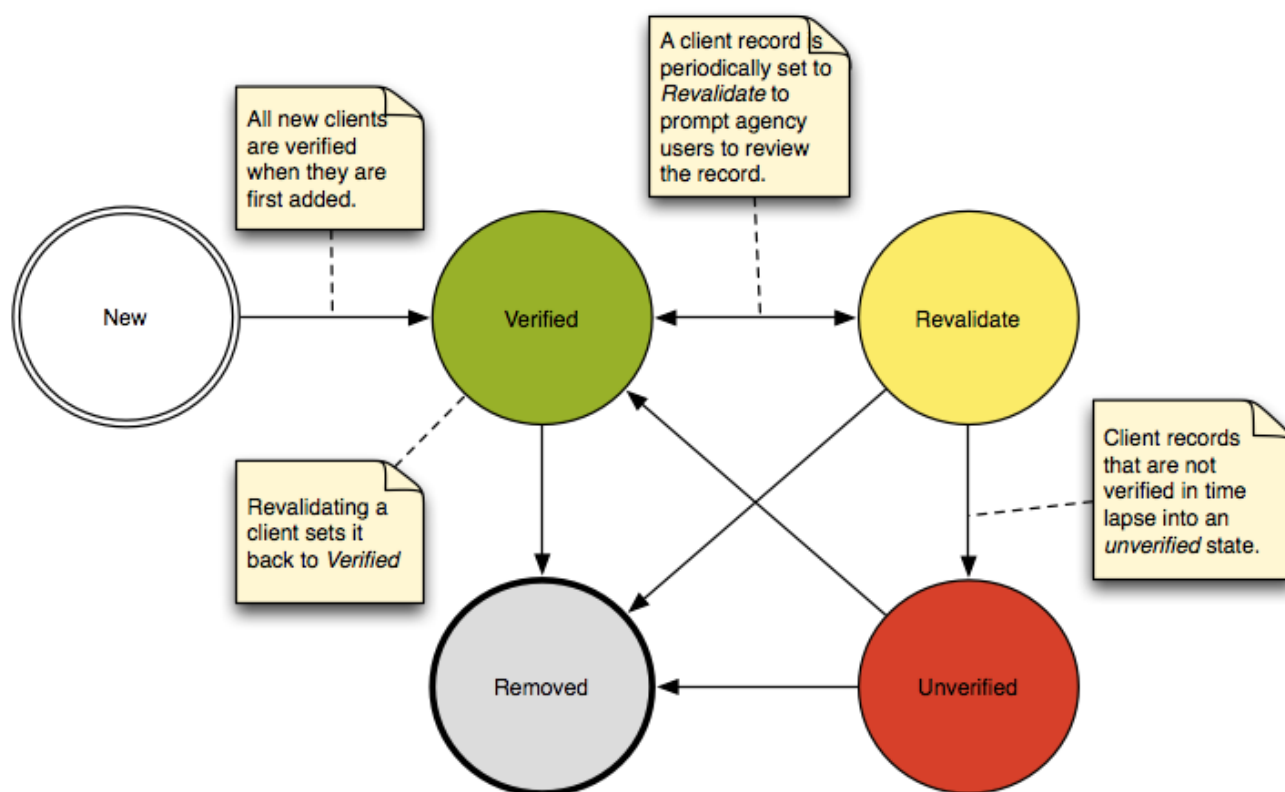 A client record is
periodically set to
Revalidate to
prompt agency
users to review
the record.
All new clients
are verified
when they are
first added.
New
Verified
Revalidate
Client records
that are not
verified in time
lapse into an
unverified state.
Revalidating a
client sets it
back to Verified
Removed
Unverified